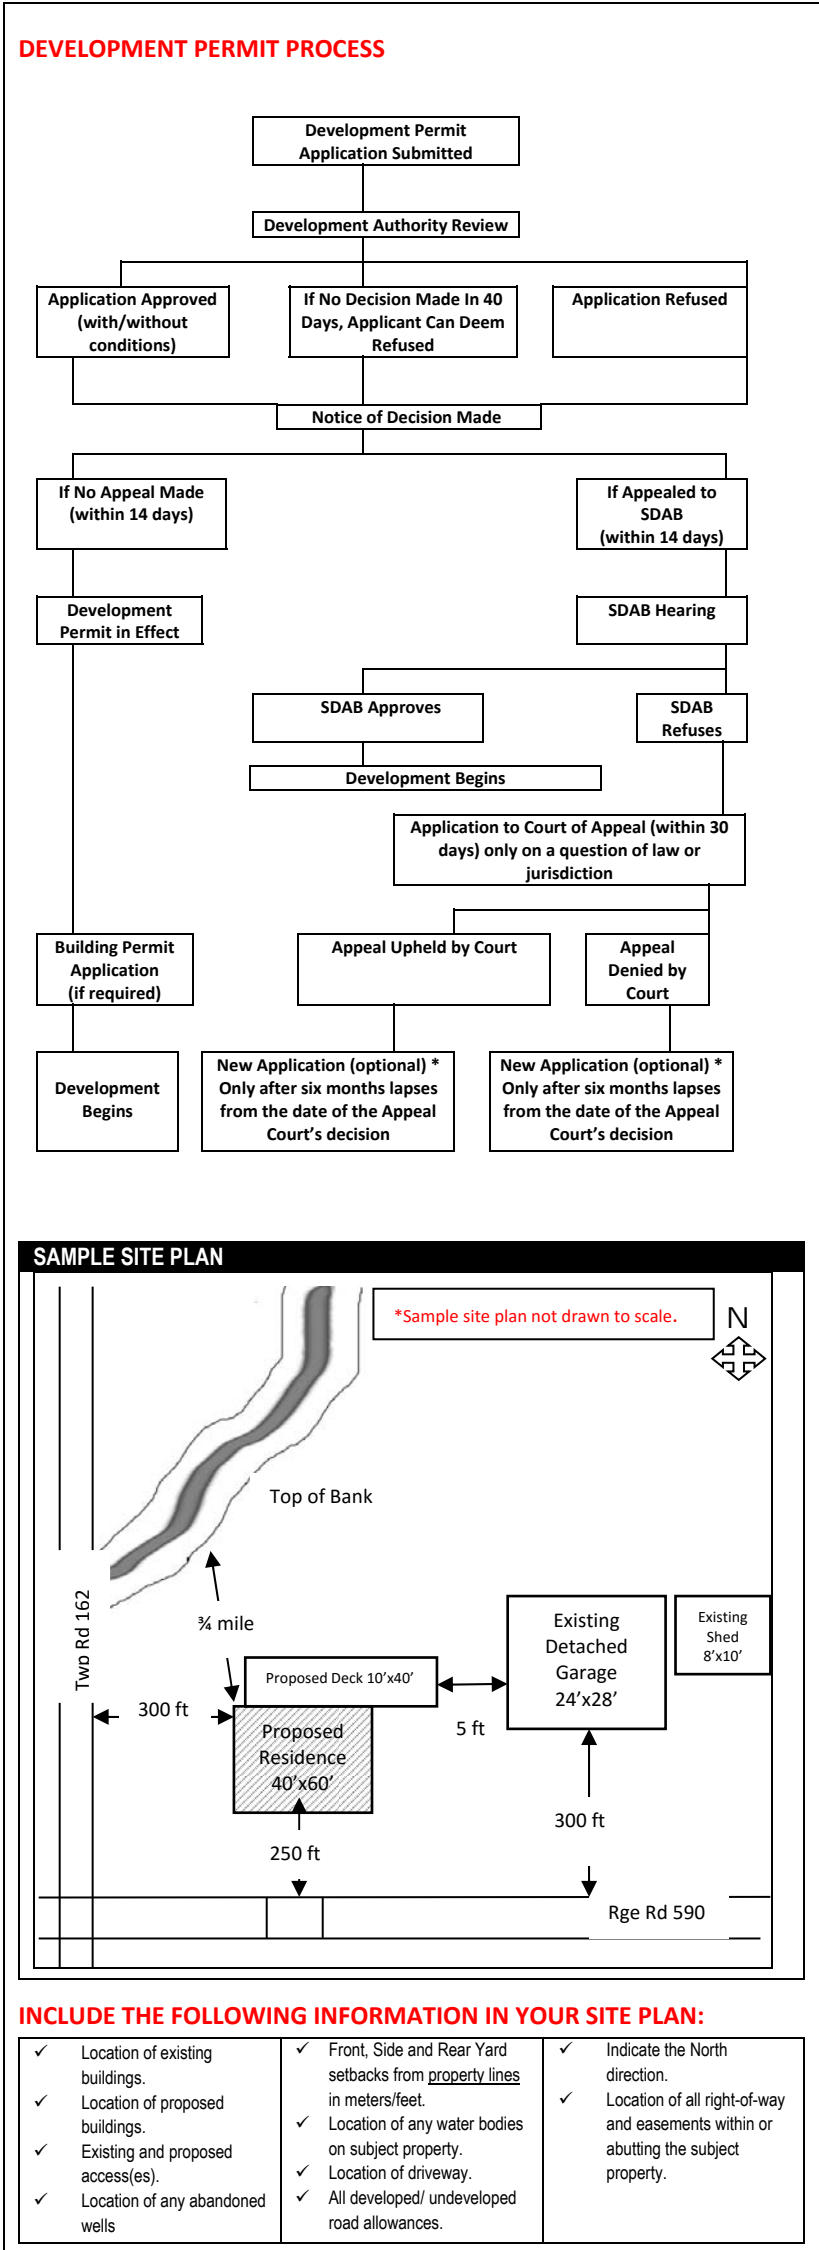 DEVELOPMENT PERMIT PROCESS
Development Permit
Application Submitted
Development Authority Review
Application Approved
(with/without
conditions)
If No Decision Made In 40
Days, Applicant Can Deem
Refused
Application Refused
Notice of Decision Made
If No Appeal Made
(within 14 days)
If Appealed to
SDAB
(within 14 days)
Development
Permit in Effect
SDAB Hearing
SDAB Approves
SDAB
Refuses
Development Begins
Application to Court of Appeal (within 30
days) only on a question of law or
jurisdiction
Building Permit
Application
(if required)
Appeal Upheld by Court
Appeal
Denied by
Court
Development
Begins
New Application (optional) *
Only after six months lapses
from the date of the Appeal
Court’s decision
New Application (optional) *
Only after six months lapses
from the date of the Appeal
Court’s decision
SAMPLE SITE PLAN
*Sample site plan not drawn to scale.
N
Top of Bank
Twp Rd 162
¾ mile
Existing
Detached
Garage
24’x28’
Existing
Shed
8’x10’
Proposed Deck 10’x40’
300 ft
5 ft
Proposed
Residence
40’x60’
300 ft
250 ft
Rge Rd 590
INCLUDE THE FOLLOWING INFORMATION IN YOUR SITE PLAN:
✓ Location of existing
buildings.
✓ Location of proposed
buildings.
✓ Existing and proposed
access(es).
✓ Location of any abandoned
wells
✓ Front, Side and Rear Yard
setbacks from property lines
in meters/feet.
✓ Location of any water bodies
on subject property.
✓ Location of driveway.
✓ All developed/ undeveloped
road allowances.
✓ Indicate the North
direction.
✓ Location of all right-of-way
and easements within or
abutting the subject
property.